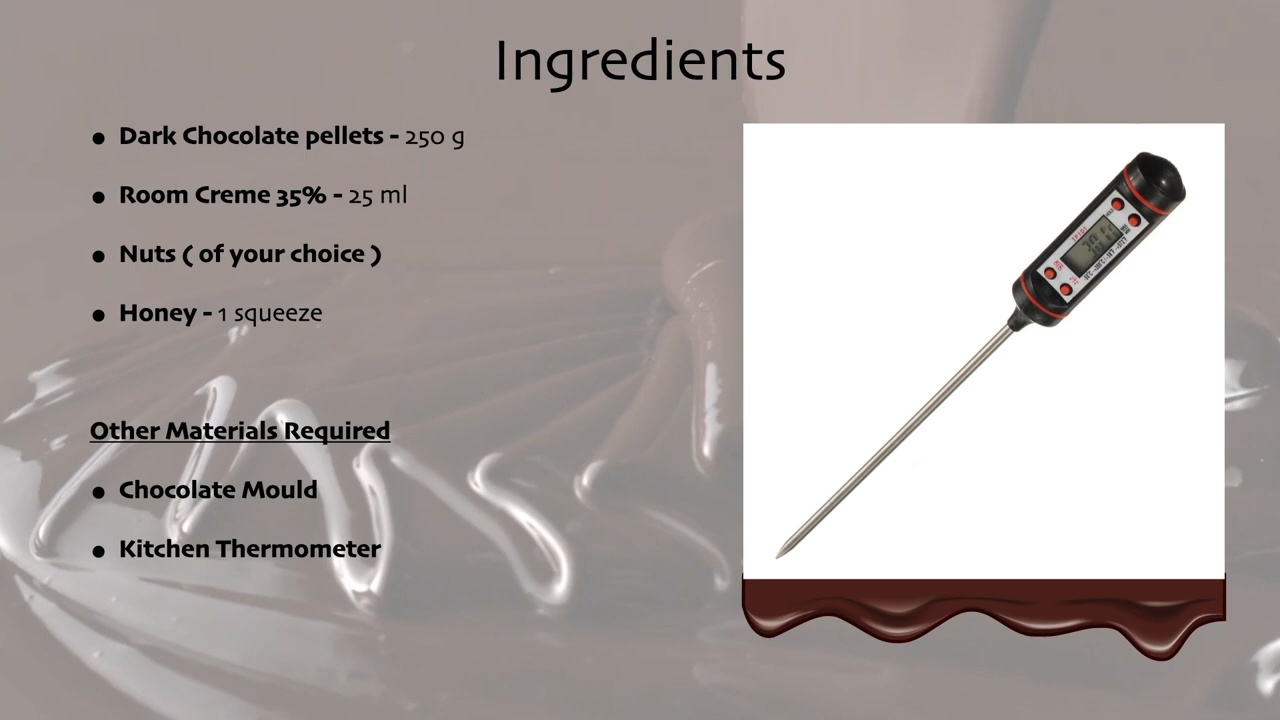 Ingredients
● Dark Chocolate pellets - 250 g
● Room Creme 35% - 25 ml
● Nuts ( of your choice )
● Honey - 1 squeeze
Other Materials Required
● Chocolate Mould
● Kitchen Thermometer